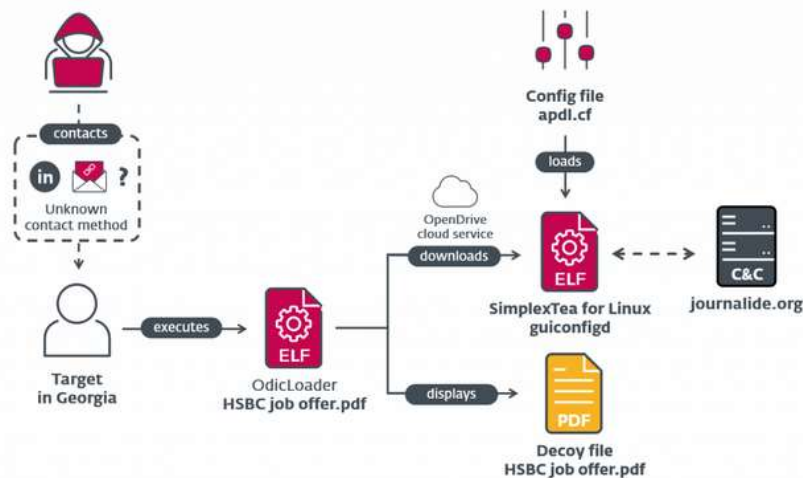 contacts
in
?
Unknown
contact method
Target
in Georgia
executes
ELF
OdicLoader
HSBC job offer.pdf
Config file
apdl.cf
loads
OpenDrive
cloud service
downloads
ELF
SimplexTea for Linux
guiconfigd
C&C
journalide.org
displays
PDF
Decoy file
HSBC job offer.pdf